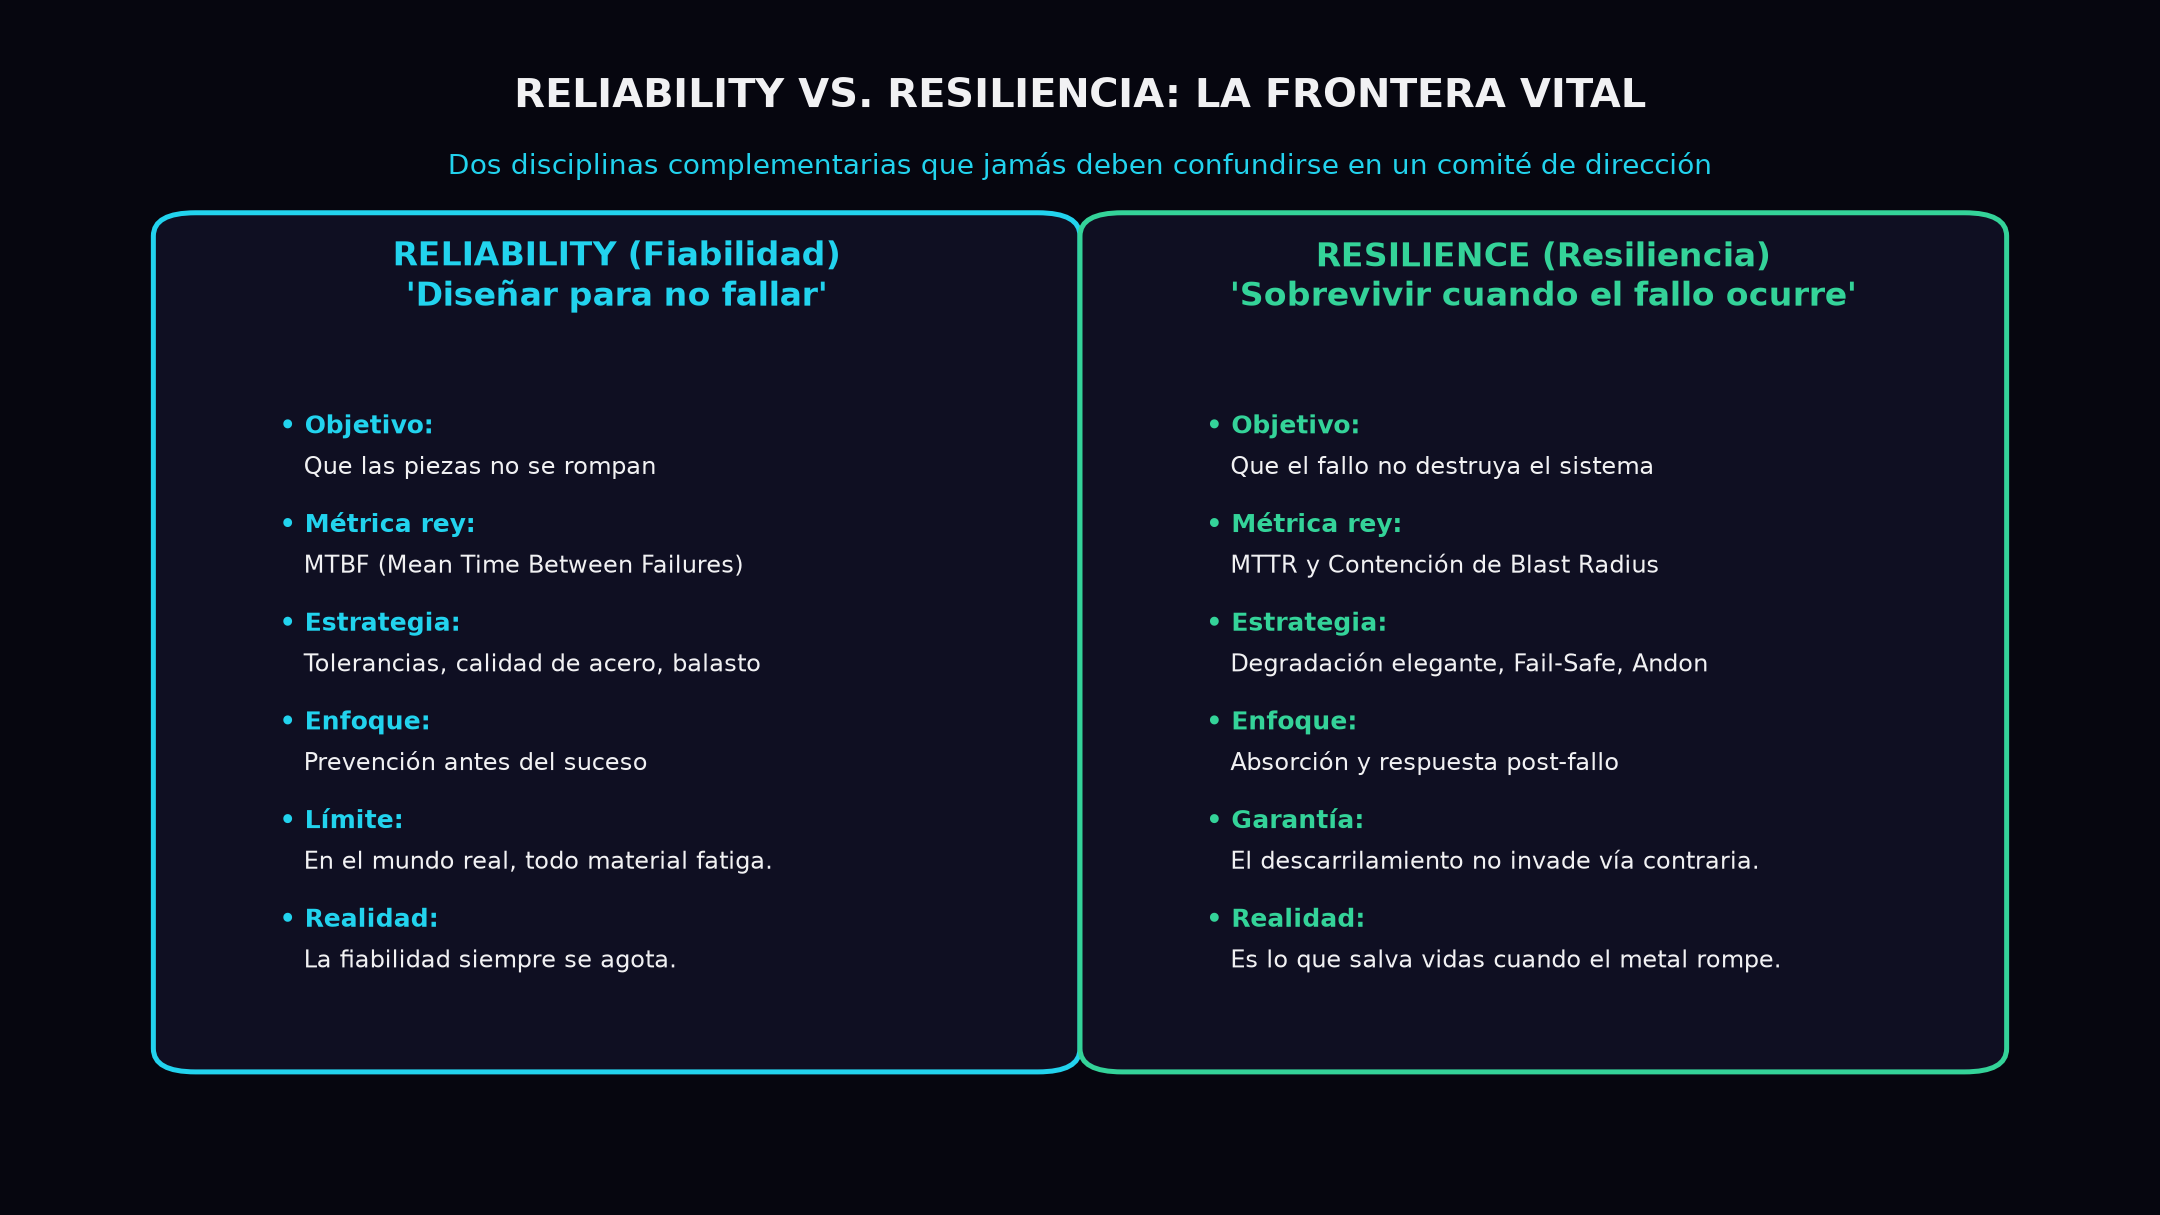 RELIABILITY VS. RESILIENCIA: LA FRONTERA VITAL
Dos disciplinas complementarias que jamás deben confundirse en un comité de dirección
RELIABILITY (Fiabilidad)
'Diseñar para no fallar'
• Objetivo:
Que las piezas no se rompan
• Métrica rey:
MTBF (Mean Time Between Failures)
• Estrategia:
Tolerancias, calidad de acero, balasto
• Enfoque:
Prevención antes del suceso
• Límite:
En el mundo real, todo material fatiga.
• Realidad:
La fiabilidad siempre se agota.
RESILIENCE (Resiliencia)
'Sobrevivir cuando el fallo ocurre'
• Objetivo:
Que el fallo no destruya el sistema
• Métrica rey:
MTTR y Contención de Blast Radius
• Estrategia:
Degradación elegante, Fail-Safe, Andon
• Enfoque:
Absorción y respuesta post-fallo
• Garantía:
El descarrilamiento no invade vía contraria.
• Realidad:
Es lo que salva vidas cuando el metal rompe.